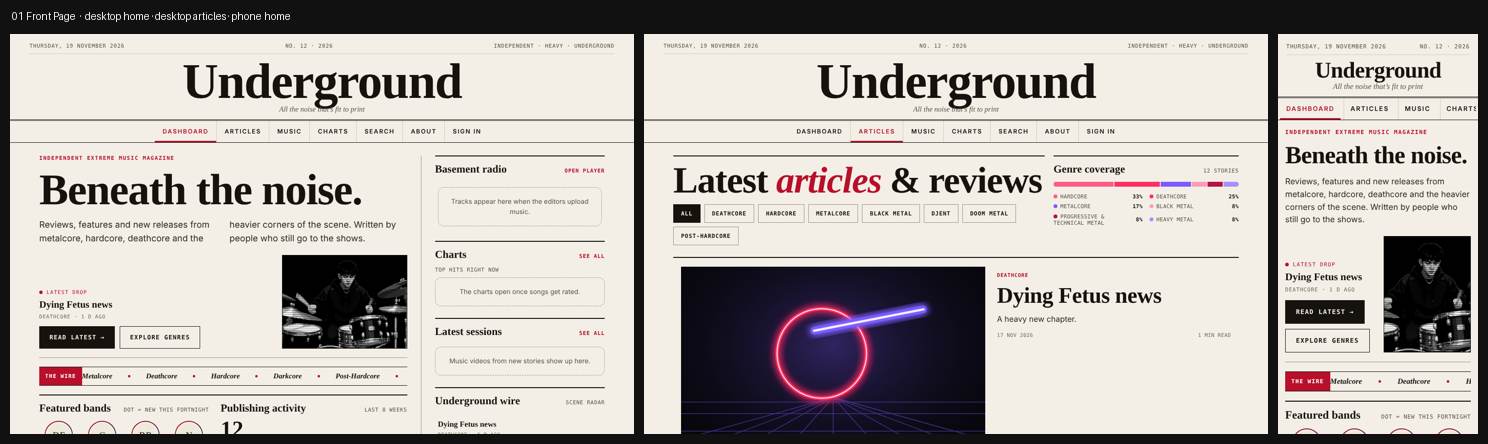 01 Front Page · desktop home · desktop articles · phone home
THURSDAY, 19 NOVEMBER 2026
NO. 12 · 2026
INDEPENDENT · HEAVY · UNDERGROUND
Underground
All the noise that's fit to print
DASHBOARD
ARTICLES
MUSIC
CHARTS
SEARCH
ABOUT
SIGN IN
INDEPENDENT EXTREME MUSIC MAGAZINE
Beneath the noise.
Reviews, features and new releases from
metalcore, hardcore, deathcore and the
heavier corners of the scene. Written by
people who still go to the shows.
LATEST DROP
Dying Fetus news
DEATHCORE · 1 D AGO
READ LATEST →
EXPLORE GENRES
THE WIRE
Metalcore • Deathcore • Hardcore • Darkcore • Post-Hardcore •
Featured bands
DOT = NEW THIS FORTNIGHT
Publishing activity
LAST 8 WEEKS
12
Basement radio
OPEN PLAYER
Tracks appear here when the editors upload
music.
Charts
SEE ALL
TOP HITS RIGHT NOW
The charts open once songs get rated.
Latest sessions
SEE ALL
Music videos from new stories show up here.
Underground wire
SCENE RADAR
Dying Fetus news
THURSDAY, 19 NOVEMBER 2026
NO. 12 · 2026
INDEPENDENT · HEAVY · UNDERGROUND
Underground
All the noise that's fit to print
DASHBOARD
ARTICLES
MUSIC
CHARTS
SEARCH
ABOUT
SIGN IN
Latest articles & reviews
ALL
DEATHCORE
HARDCORE
METALCORE
BLACK METAL
DJENT
DOOM METAL
POST-HARDCORE
Genre coverage
12 STORIES
HARDCORE 33%
DEATHCORE 25%
METALCORE 17%
BLACK METAL 8%
PROGRESSIVE &
TECHNICAL METAL 8%
HEAVY METAL 8%
DEATHCORE
Dying Fetus news
A heavy new chapter.
17 NOV 2026
1 MIN READ
THURSDAY, 19 NOVEMBER 2026
NO. 12 · 2026
Underground
All the noise that's fit to print
DASHBOARD
ARTICLES
MUSIC
CHARTS
INDEPENDENT EXTREME MUSIC MAGAZINE
Beneath the noise.
Reviews, features and new releases from
metalcore, hardcore, deathcore and the heavier
corners of the scene. Written by people who
still go to the shows.
LATEST DROP
Dying Fetus news
DEATHCORE · 1 D AGO
READ LATEST →
EXPLORE GENRES
THE WIRE
Metalcore • Deathcore •
Featured bands
DOT = NEW THIS FORTNIGHT